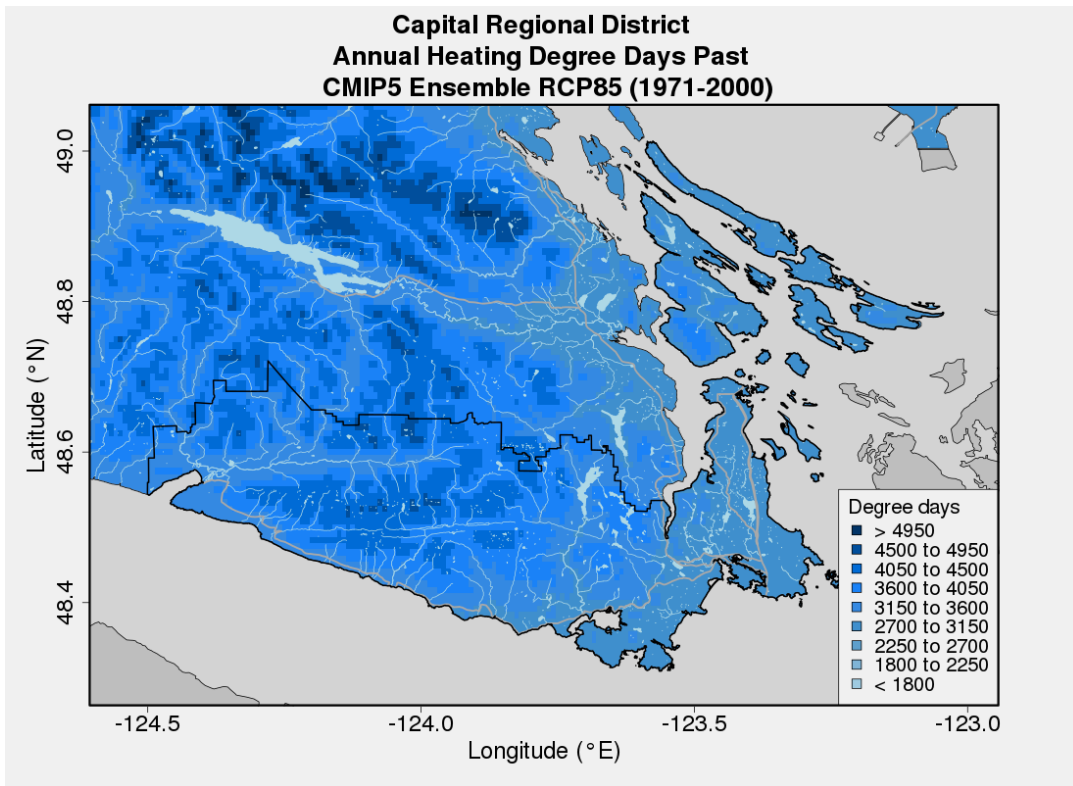 Capital Regional District
Annual Heating Degree Days Past
CMIP5 Ensemble RCP85 (1971-2000)
49.0
48.8
48.6
48.4
Latitude (°N)
Degree days
> 4950
4500 to 4950
4050 to 4500
3600 to 4050
3150 to 3600
2700 to 3150
2250 to 2700
1800 to 2250
< 1800
-124.5
-124.0
-123.5
-123.0
Longitude (°E)